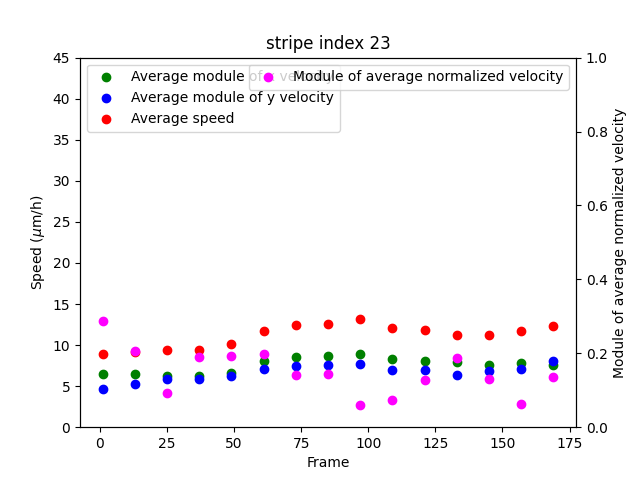 stripe index 23
Average module of
velocity
Average module of y velocity
Average speed
Module of average normalized velocity
45
40
35
30
25
20
15
10
5
0
Speed (μm/h)
1.0
0.8
0.6
0.4
0.2
0.0
Module of average normalized velocity
0
25
50
75
100
125
150
175
Frame